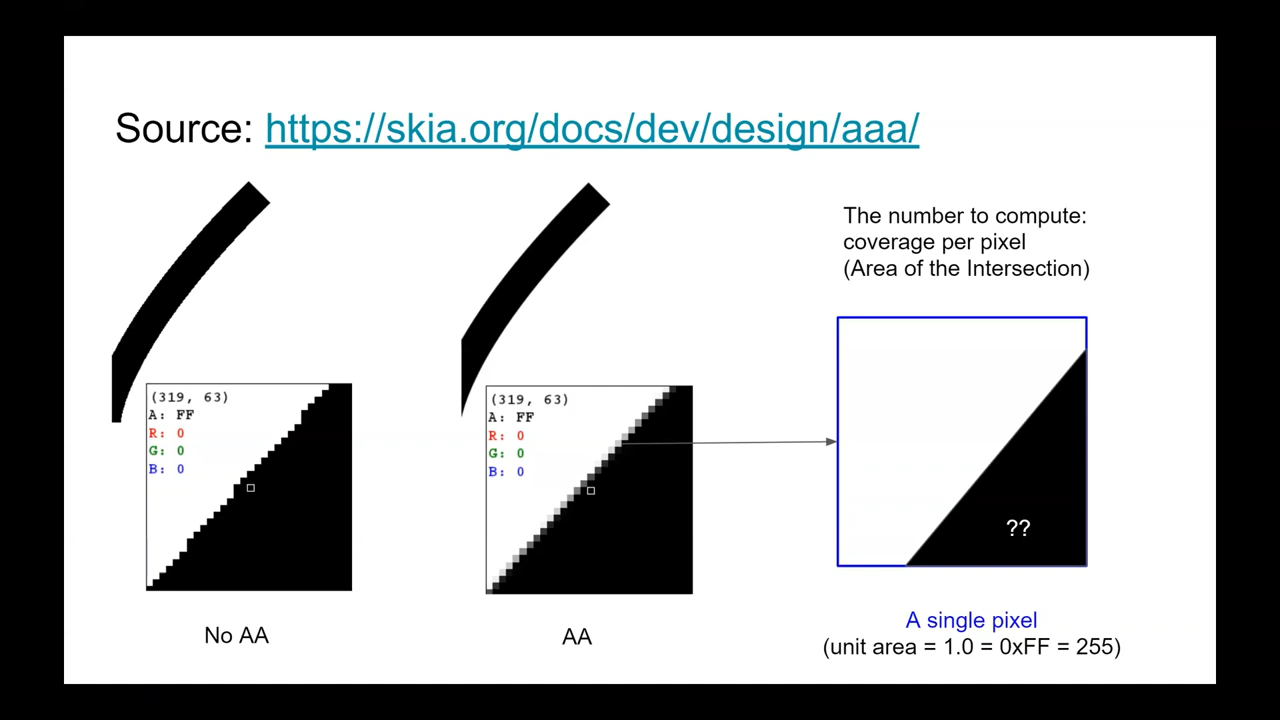 Source: https://skia.org/docs/dev/design/aaa/
The number to compute:
coverage per pixel
(Area of the Intersection)
(319, 63)
A: FF
R: 0
G: 0
B: 0
(319, 63)
A: FF
R: 0
G: 0
B: 0
??
No AA
AA
A single pixel
(unit area = 1.0 = 0xFF = 255)